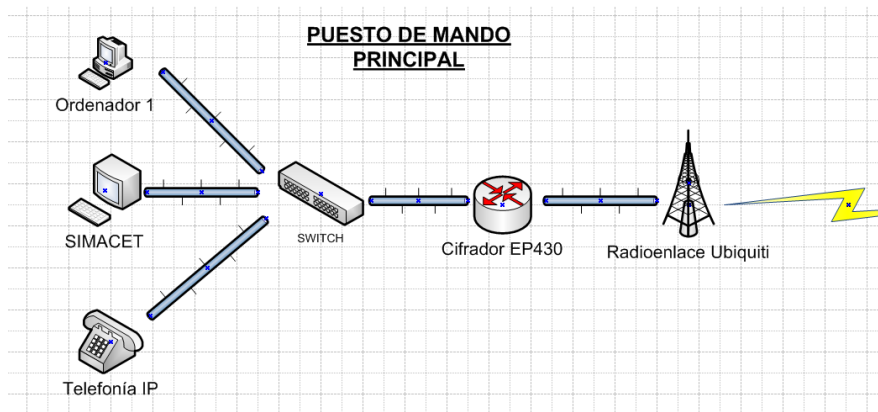 PUESTO DE MANDO
PRINCIPAL
Ordenador 1
SIMACET
SWITCH
Cifrador EP430
Radioenlace Ubiquiti
Telefonía IP